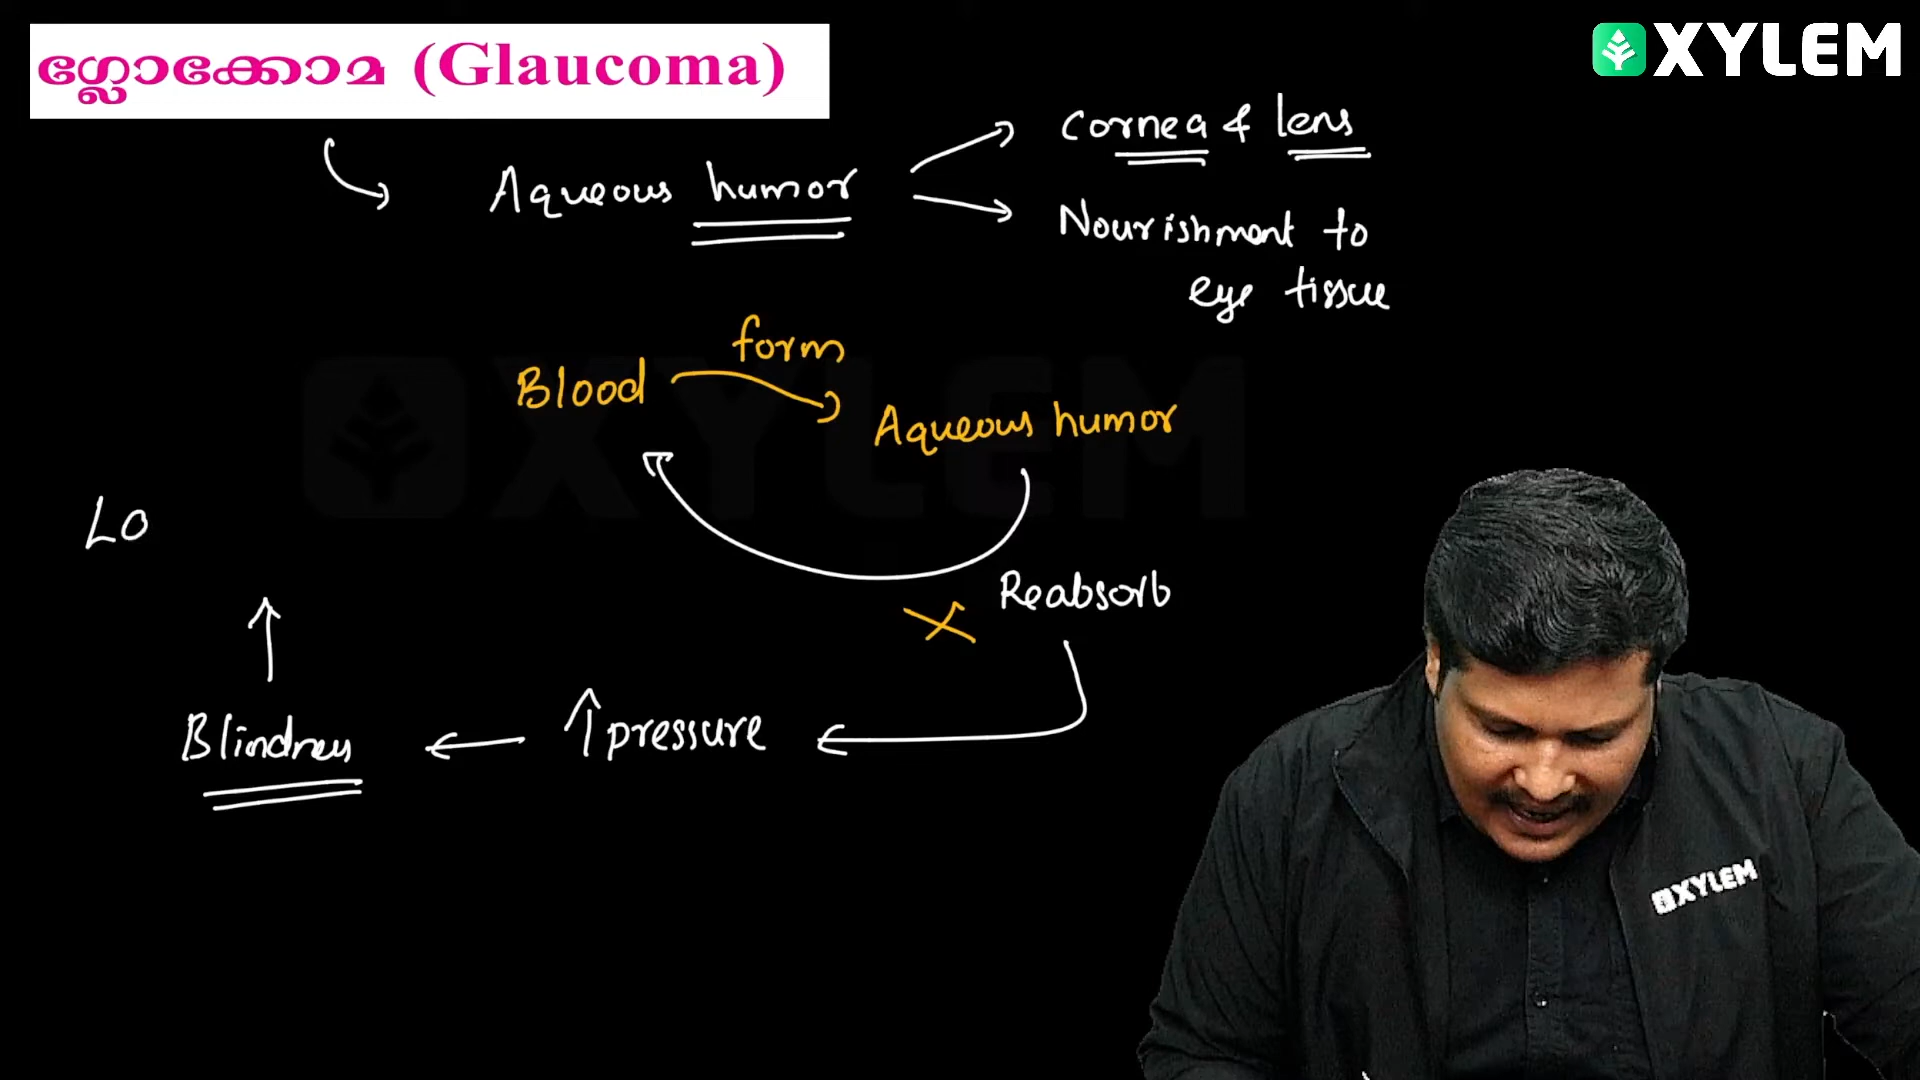 ഗ്ലോക്കോമ (Glaucoma)
XYLEM
Cornea & lens
Aqueous humor
Nourishment to
eye tissue
form
Blood
Aqueous humor
XYLEM
LO
Reabsorb
↑ pressure
Blindness
XYLEM